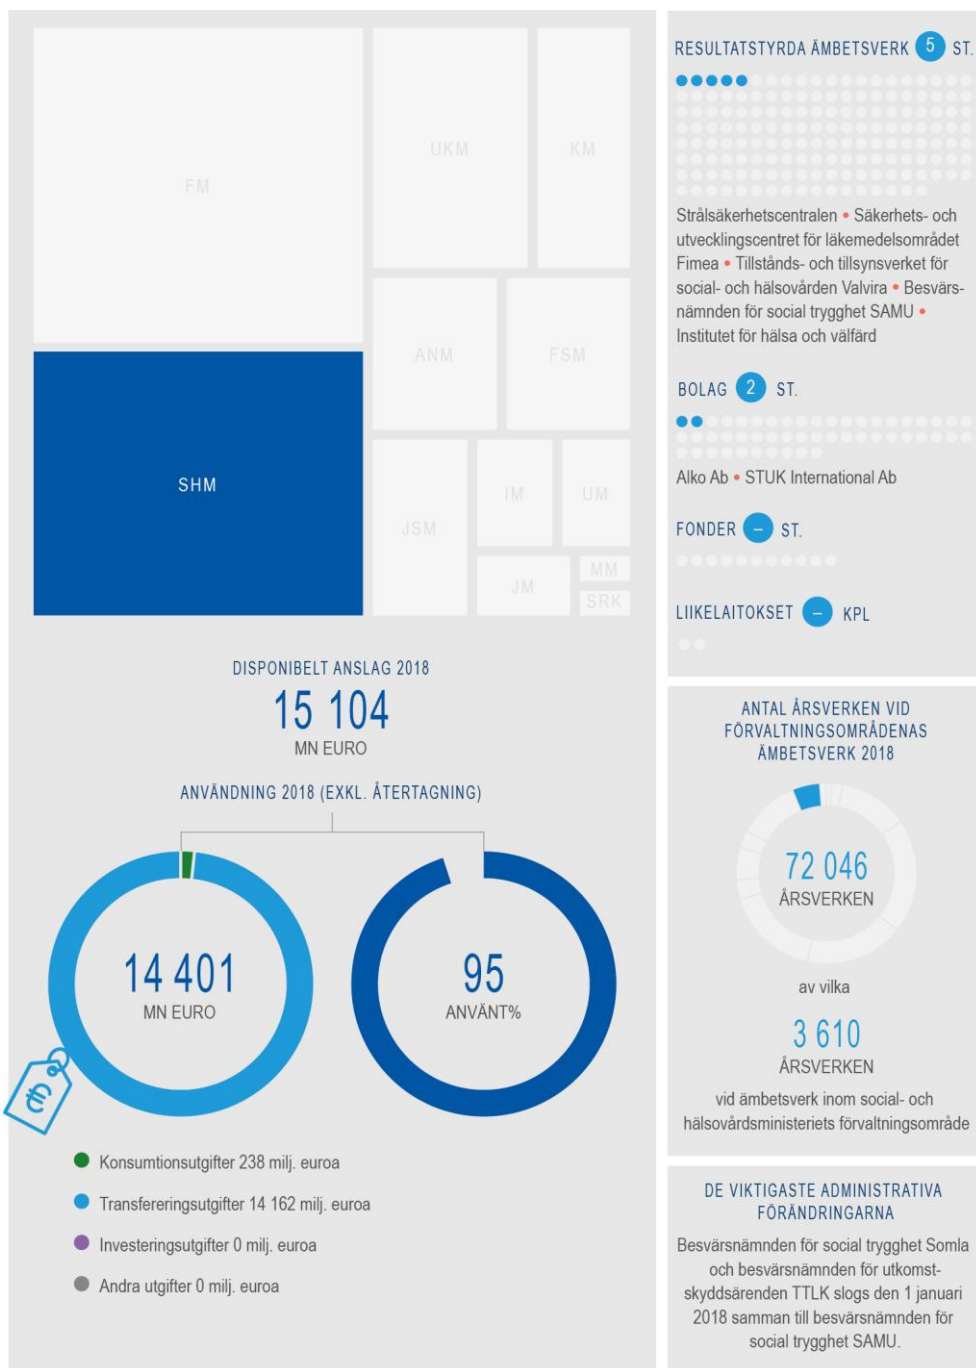 FM
UKM
KM
ANM
FSM
SHM
JSM
IM
UM
JM
MM
SRK
DISPONIBELT ANSLAG 2018
15 104
MN EURO
ANVÄNDNING 2018 (EXKL. ÅTERTAGNING)
14 401
MN EURO
95
ANVÄNT%
Konsumtionsutgifter 238 milj. euroa
Transfereringsutgifter 14 162 milj. euroa
Investeringsutgifter 0 milj. euroa
Andra utgifter 0 milj. euroa
RESULTATSTYRDA ÄMBETSVERK 5 ST.
Strålsäkerhetscentralen • Säkerhets- och
utvecklingscentret för läkemedelsområdet
Fimea • Tillstånds- och tillsynsverket för
social- och hälsovården Valvira • Besvärs-
nämnden för social trygghet SAMU •
Institutet för hälsa och välfärd
BOLAG 2 ST.
Alko Ab • STUK International Ab
FONDER – ST.
LIIKELAITOKSET – KPL
ANTAL ÅRSVERKEN VID
FÖRVALTNINGSOMRÅDENAS
ÄMBETSVERK 2018
72 046
ÅRSVERKEN
av vilka
3 610
ÅRSVERKEN
vid ämbetsverk inom social- och
hälsovårdsministeriets förvaltningsområde
DE VIKTIGASTE ADMINISTRATIVA
FÖRÄNDRINGARNA
Besvärsnämnden för social trygghet Somla
och besvärsnämnden för utkomst-
skyddsärenden TTLK slogs den 1 januari
2018 samman till besvärsnämnden för
social trygghet SAMU.